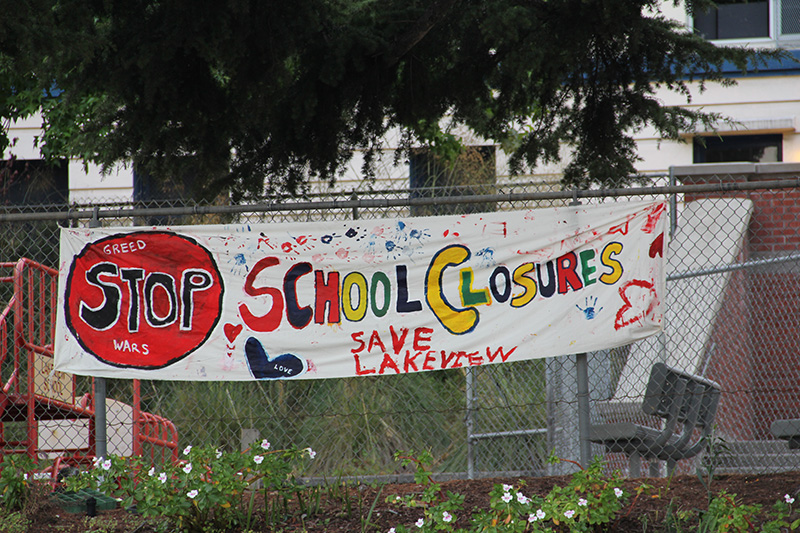 GREED
STOP
WARS
SCHOOL CLOSURES
SAVE
LAKEVIEW
LOVE